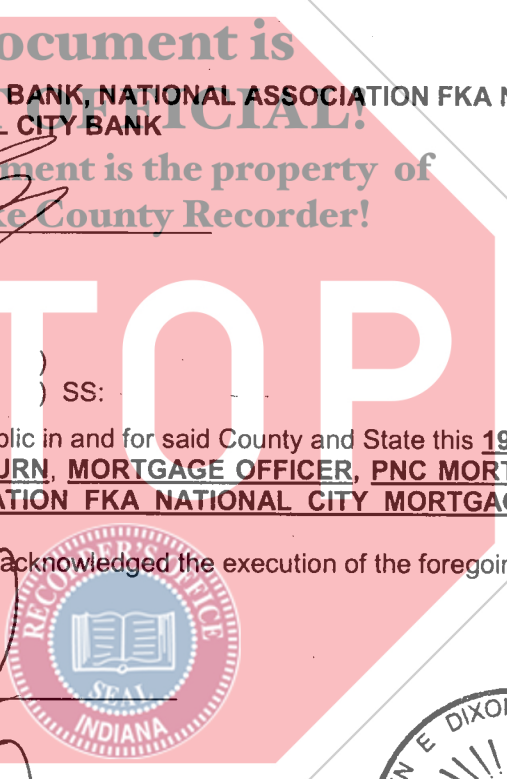 ocument is
BANK, NATIONAL ASSOCIATION FKA N
OFFICIAL!
L CITY BANK
ment is the property of
ke County Recorder!
TOP
)
) SS:
blic in and for said County and State this 19
URN, MORTGAGE OFFICER, PNC MORT
ATION FKA NATIONAL CITY MORTGAG
acknowledged the execution of the foregoin
RECORDER'S OFFICE
SEAL
INDIANA
N E DIXO